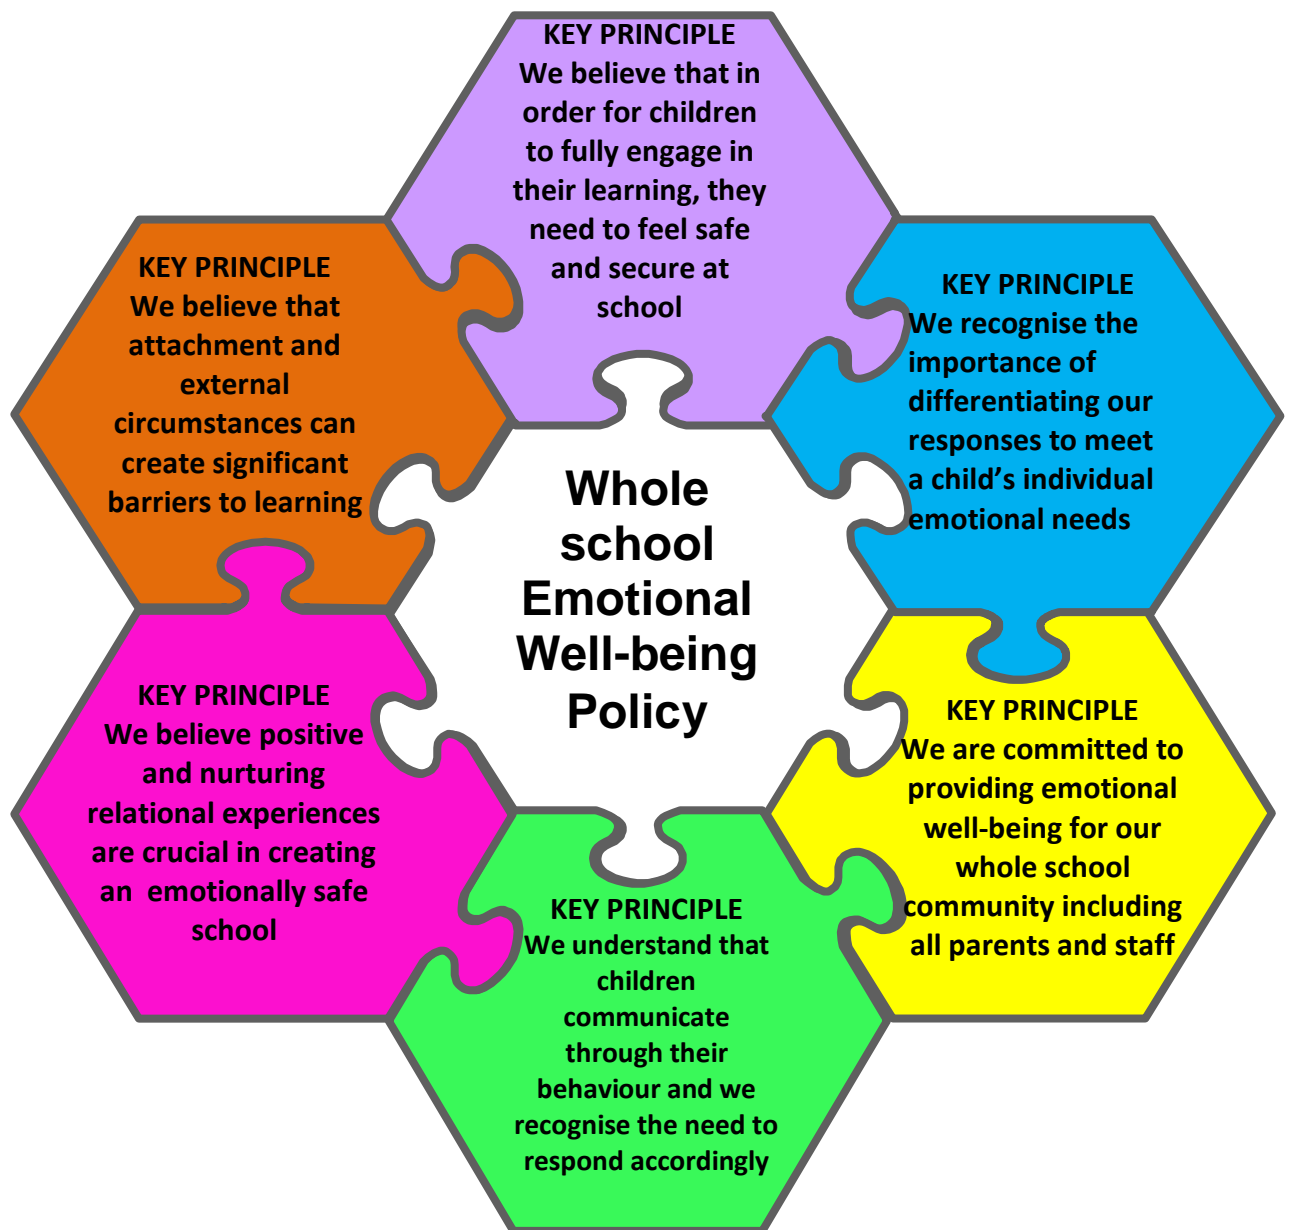 KEY PRINCIPLE
We believe that in
order for children
to fully engage in
their learning, they
need to feel safe
and secure at
school
KEY PRINCIPLE
We recognise the
importance of
differentiating our
responses to meet
a child’s individual
emotional needs
KEY PRINCIPLE
We are committed to
providing emotional
well-being for our
whole school
community including
all parents and staff
KEY PRINCIPLE
We understand that
children
communicate
through their
behaviour and we
recognise the need to
respond accordingly
KEY PRINCIPLE
We believe positive
and nurturing
relational experiences
are crucial in creating
an emotionally safe
school
KEY PRINCIPLE
We believe that
attachment and
external
circumstances can
create significant
barriers to learning
Whole
school
Emotional
Well-being
Policy